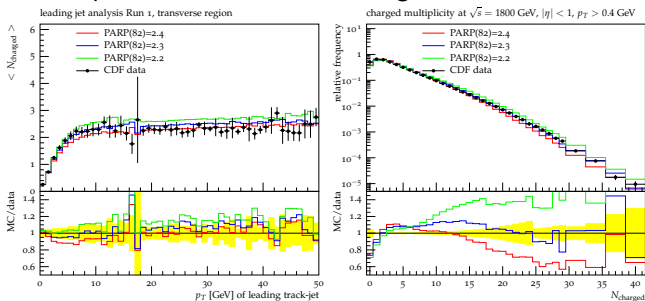 leading jet analysis Run 1, transverse region
< N_charged >
PARP(82)=2.4
PARP(82)=2.3
PARP(82)=2.2
CDF data
6
5
4
3
2
1
MC/data
1.4
1.2
1
0.8
0.6
0 10 20 30 40 50
p_T [GeV] of leading track-jet
charged multiplicity at √s = 1800 GeV, |η| < 1, p_T > 0.4 GeV
relative frequency
PARP(82)=2.4
PARP(82)=2.3
PARP(82)=2.2
CDF data
1
10^−1
10^−2
10^−3
10^−4
10^−5
MC/data
1.4
1.2
1
0.8
0.6
0 5 10 15 20 25 30 35 40
N_charged